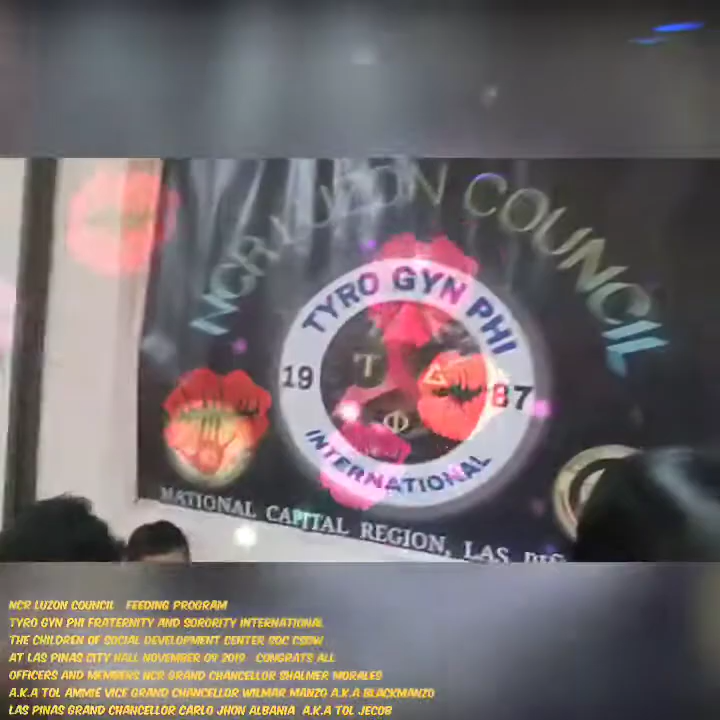 NCR LUZON COUNCIL
TYRO GYN PHI
19 87
Τ Φ
INTERNATIONAL
NATIONAL CAPITAL REGION, LAS
NCR LUZON COUNCIL FEEDING PROGRAM
TYRO GYN PHI FRATERNITY AND SORORITY INTERNATIONAL
THE CHILDREN OF SOCIAL DEVELOPMENT CENTER SDC CSDW
AT LAS PINAS CITY HALL NOVEMBER 09 2019 CONGRATS ALL
OFFICERS AND MEMBERS NCR GRAND CHANCELLOR SHALMER MORALES
A.K.A TOL AMMIE VICE GRAND CHANCELLOR WILMAR MANZO A.K.A BLACKMANZO
LAS PINAS GRAND CHANCELLOR CARLO JHON ALBANIA A.K.A TOL JECOB